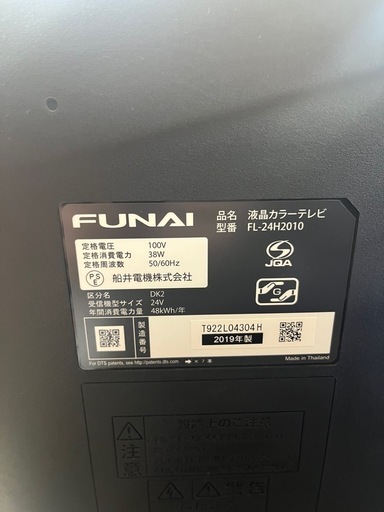 FUNAI
品名 液晶カラーテレビ
型番 FL-24H2010
定格電圧 100V
定格消費電力 38W
定格周波数 50/60Hz
JQA
PSE
船井電機株式会社
G
区分名 DK2
受信機型サイズ 24V
年間消費電力量 48kWh/年
製造番号
T922L04304H
2019年製
For DTS patents, see http://patents.dts.com
Made in Thailand
注意
警告